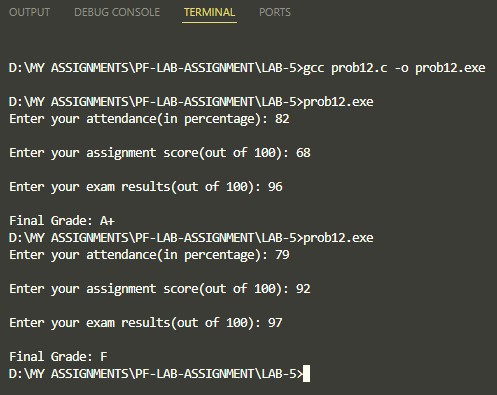 OUTPUT DEBUG CONSOLE TERMINAL PORTS
D:\MY ASSIGNMENTS\PF-LAB-ASSIGNMENT\LAB-5>gcc prob12.c -o prob12.exe
D:\MY ASSIGNMENTS\PF-LAB-ASSIGNMENT\LAB-5>prob12.exe
Enter your attendance(in percentage): 82
Enter your assignment score(out of 100): 68
Enter your exam results(out of 100): 96
Final Grade: A+
D:\MY ASSIGNMENTS\PF-LAB-ASSIGNMENT\LAB-5>prob12.exe
Enter your attendance(in percentage): 79
Enter your assignment score(out of 100): 92
Enter your exam results(out of 100): 97
Final Grade: F
D:\MY ASSIGNMENTS\PF-LAB-ASSIGNMENT\LAB-5>